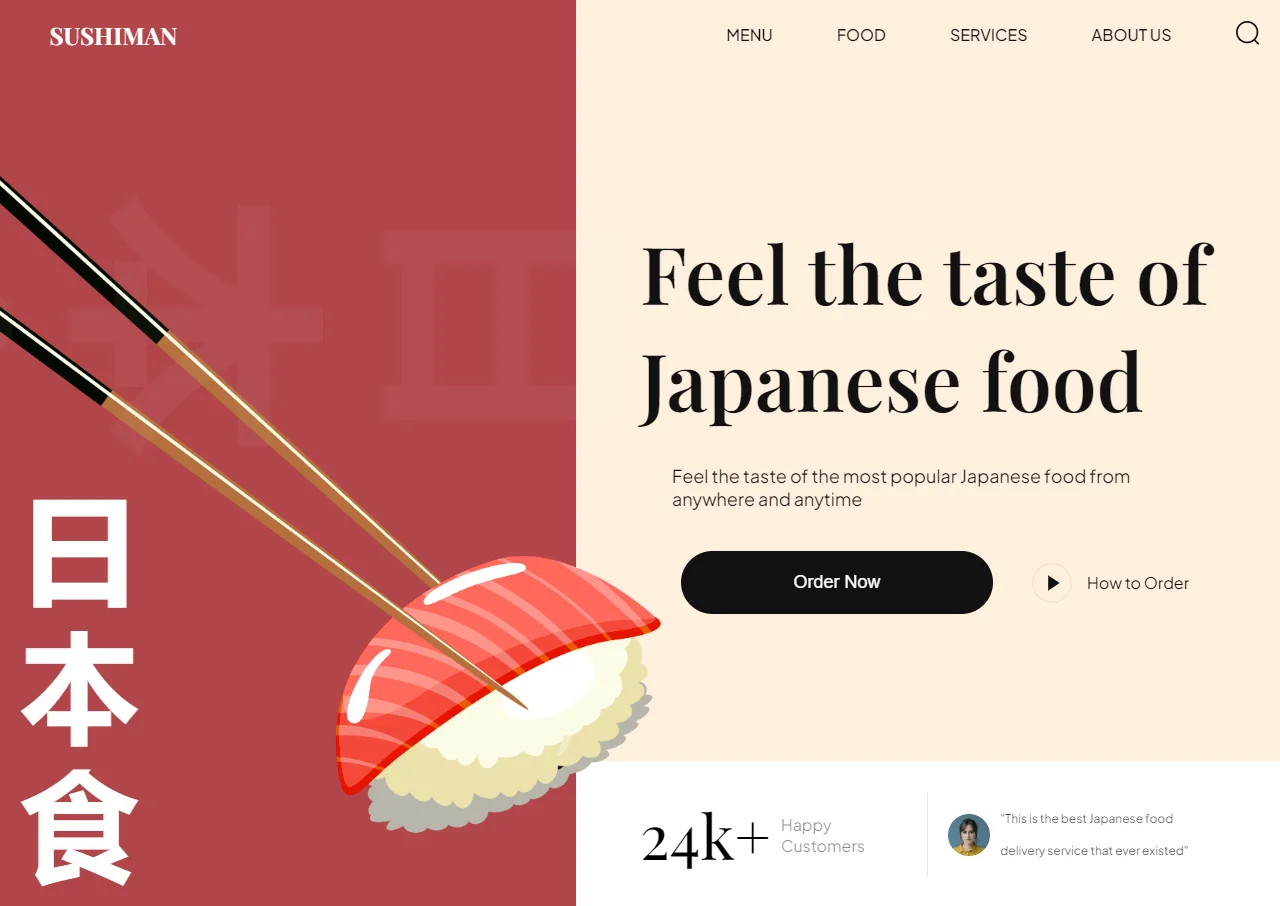 SUSHIMAN
MENU
FOOD
SERVICES
ABOUT US
Feel the taste of
Japanese food
Feel the taste of the most popular Japanese food from
anywhere and anytime
Order Now
How to Order
日
本
食
24k+
Happy
Customers
"This is the best Japanese food
delivery service that ever existed"